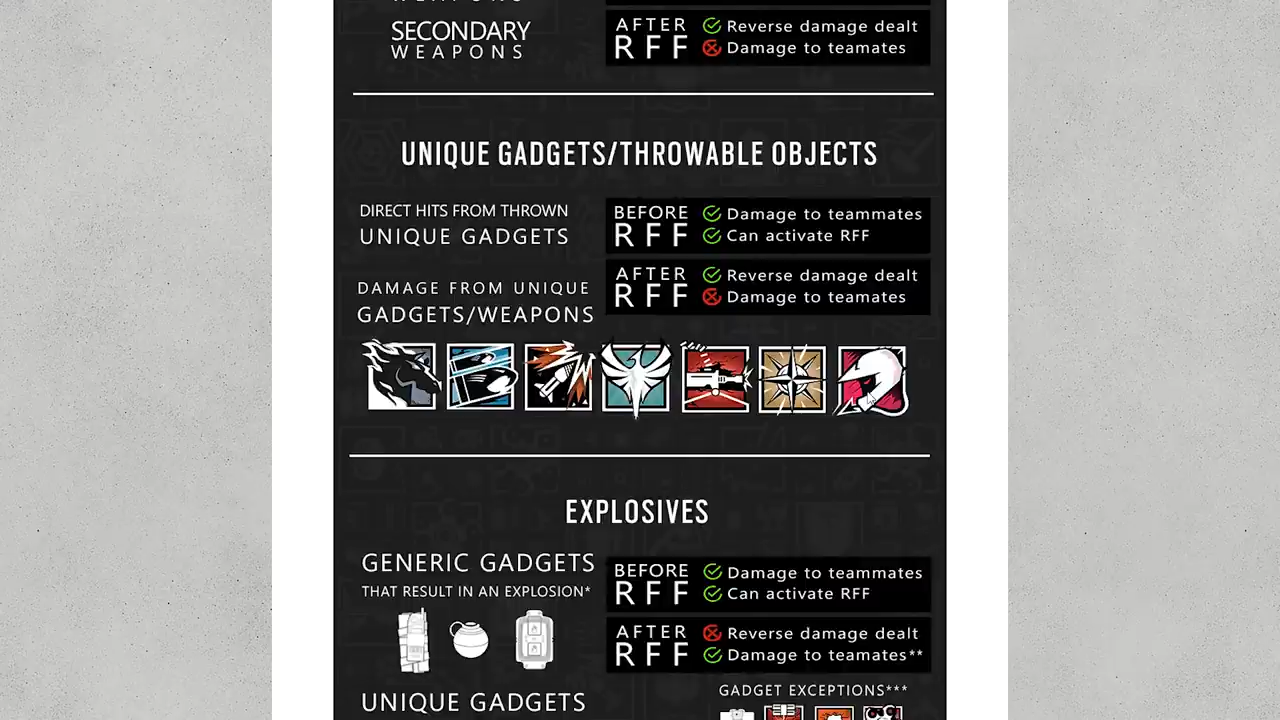 SECONDARY
WEAPONS
AFTER
RFF
Reverse damage dealt
Damage to teamates
UNIQUE GADGETS/THROWABLE OBJECTS
DIRECT HITS FROM THROWN
UNIQUE GADGETS
BEFORE
RFF
Damage to teammates
Can activate RFF
DAMAGE FROM UNIQUE
GADGETS/WEAPONS
AFTER
RFF
Reverse damage dealt
Damage to teamates
EXPLOSIVES
GENERIC GADGETS
THAT RESULT IN AN EXPLOSION*
BEFORE
RFF
Damage to teammates
Can activate RFF
AFTER
RFF
Reverse damage dealt
Damage to teamates**
UNIQUE GADGETS
GADGET EXCEPTIONS***